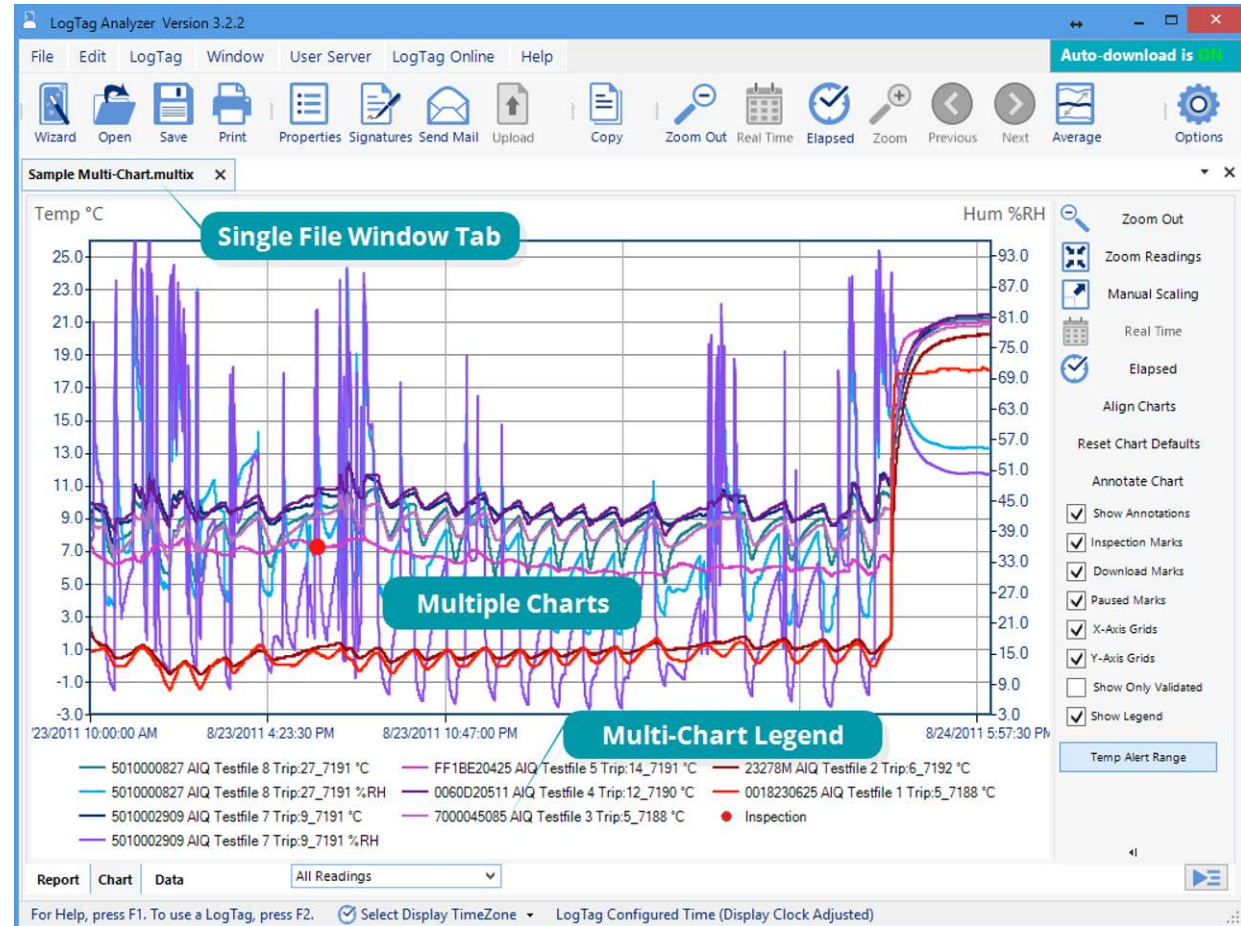 LogTag Analyzer Version 3.2.2
File Edit LogTag Window User Server LogTag Online Help
Auto-download is ON
Wizard Open Save Print Properties Signatures Send Mail Upload Copy Zoom Out Real Time Elapsed Zoom Previous Next Average Options
Sample Multi-Chart.multix
Single File Window Tab
Temp °C
Hum %RH
25.0
23.0
21.0
19.0
17.0
15.0
13.0
11.0
9.0
7.0
5.0
3.0
1.0
-1.0
-3.0
93.0
87.0
81.0
75.0
69.0
63.0
57.0
51.0
45.0
39.0
33.0
27.0
21.0
15.0
9.0
3.0
Multiple Charts
Multi-Chart Legend
'23/2011 10:00:00 AM 8/23/2011 4:23:30 PM 8/23/2011 10:47:00 PM 8/24/2011 5:57:30 PM
5010000827 AIQ Testfile 8 Trip:27_7191 °C
5010000827 AIQ Testfile 8 Trip:27_7191 %RH
5010002909 AIQ Testfile 7 Trip:9_7191 °C
5010002909 AIQ Testfile 7 Trip:9_7191 %RH
FF1BE20425 AIQ Testfile 5 Trip:14_7191 °C
0060D20511 AIQ Testfile 4 Trip:12_7190 °C
7000045085 AIQ Testfile 3 Trip:5_7188 °C
23278M AIQ Testfile 2 Trip:6_7192 °C
0018230625 AIQ Testfile 1 Trip:5_7188 °C
Inspection
Zoom Out
Zoom Readings
Manual Scaling
Real Time
Elapsed
Align Charts
Reset Chart Defaults
Annotate Chart
Show Annotations
Inspection Marks
Download Marks
Paused Marks
X-Axis Grids
Y-Axis Grids
Show Only Validated
Show Legend
Temp Alert Range
Report Chart Data
All Readings
For Help, press F1. To use a LogTag, press F2. Select Display TimeZone LogTag Configured Time (Display Clock Adjusted)